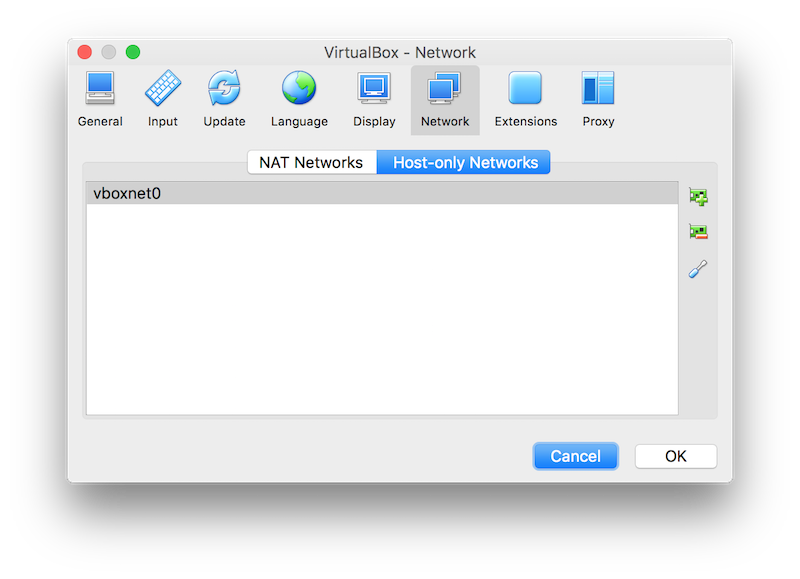 VirtualBox - Network
General Input Update Language Display Network Extensions Proxy
NAT Networks Host-only Networks
vboxnet0
Cancel OK